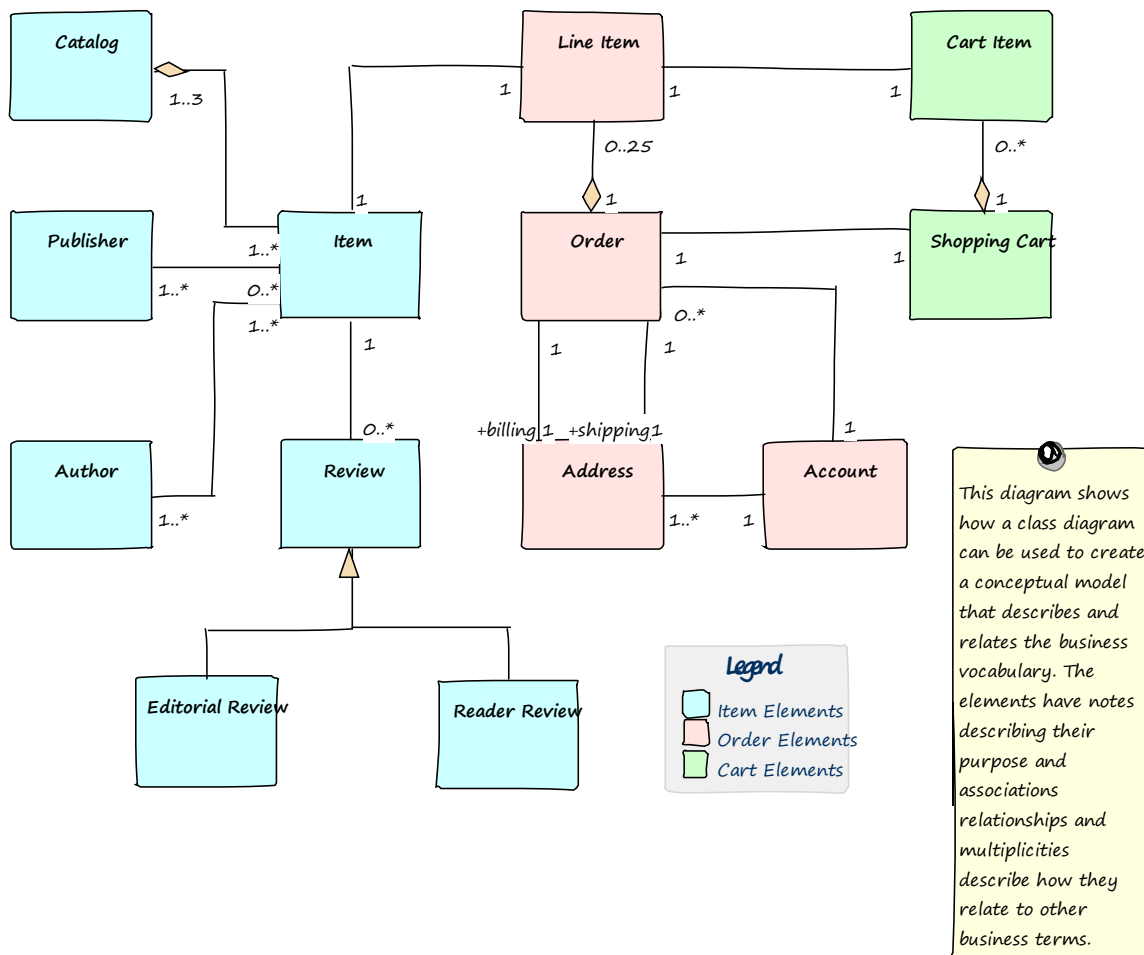 Catalog
Line Item
Cart Item
1..3
1
1
1
0..25
0..*
1
1
1
Publisher
Item
Order
Shopping Cart
1..*
1
1
1..*
0..*
0..*
1..*
1
1
1
0..*
+billing
1
+shipping
1
1
Author
Review
Address
Account
1..*
1..*
1
Editorial Review
Reader Review
Legend
Item Elements
Order Elements
Cart Elements
This diagram shows
how a class diagram
can be used to create
a conceptual model
that describes and
relates the business
vocabulary. The
elements have notes
describing their
purpose and
associations
relationships and
multiplicities
describe how they
relate to other
business terms.